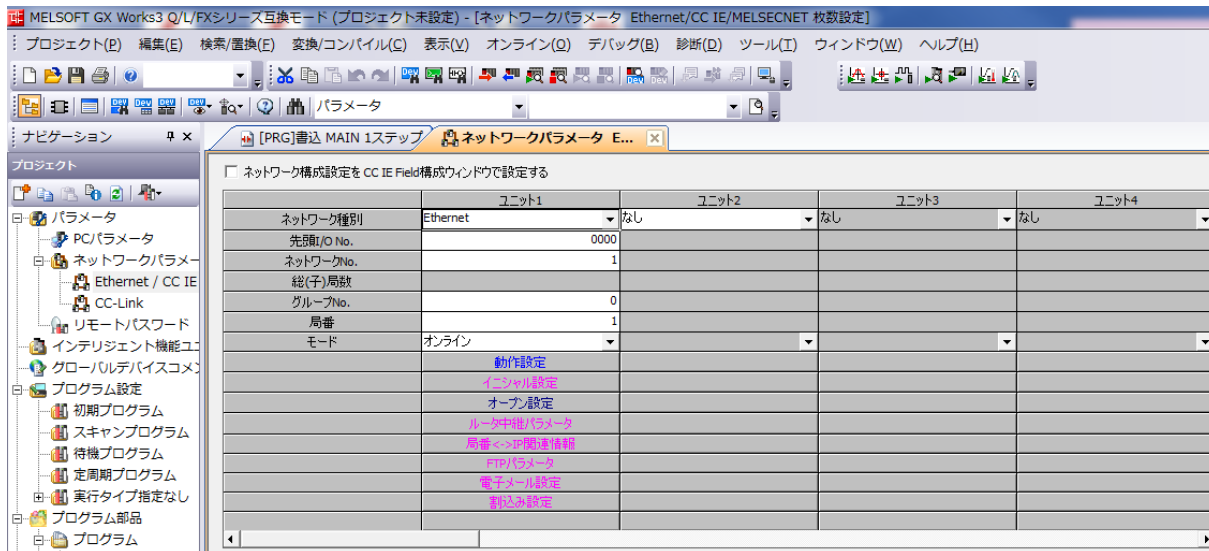 MELSOFT GX Works3 Q/L/FXシリーズ互換モード (プロジェクト未設定) - [ネットワークパラメータ Ethernet/CC IE/MELSECNET 枚数設定]
プロジェクト(P) 編集(E) 検索/置換(F) 変換/コンパイル(C) 表示(V) オンライン(O) デバッグ(B) 診断(D) ツール(T) ウィンドウ(W) ヘルプ(H)
パラメータ
ナビゲーション
[PRG]書込 MAIN 1ステップ
ネットワークパラメータ E...
プロジェクト
パラメータ
PCパラメータ
ネットワークパラメー
Ethernet / CC IE
CC-Link
リモートパスワード
インテリジェント機能ユニ
グローバルデバイスコメン
プログラム設定
初期プログラム
スキャンプログラム
待機プログラム
定周期プログラム
実行タイプ指定なし
プログラム部品
プログラム
ネットワーク構成設定を CC IE Field構成ウィンドウで設定する
ユニット1 ユニット2 ユニット3 ユニット4
ネットワーク種別 Ethernet なし なし なし
先頭I/O No. 0000
ネットワークNo. 1
総(子)局数
グループNo. 0
局番 1
モード オンライン
動作設定
イニシャル設定
オープン設定
ルータ中継パラメータ
局番<->IP関連情報
FTPパラメータ
電子メール設定
割込み設定